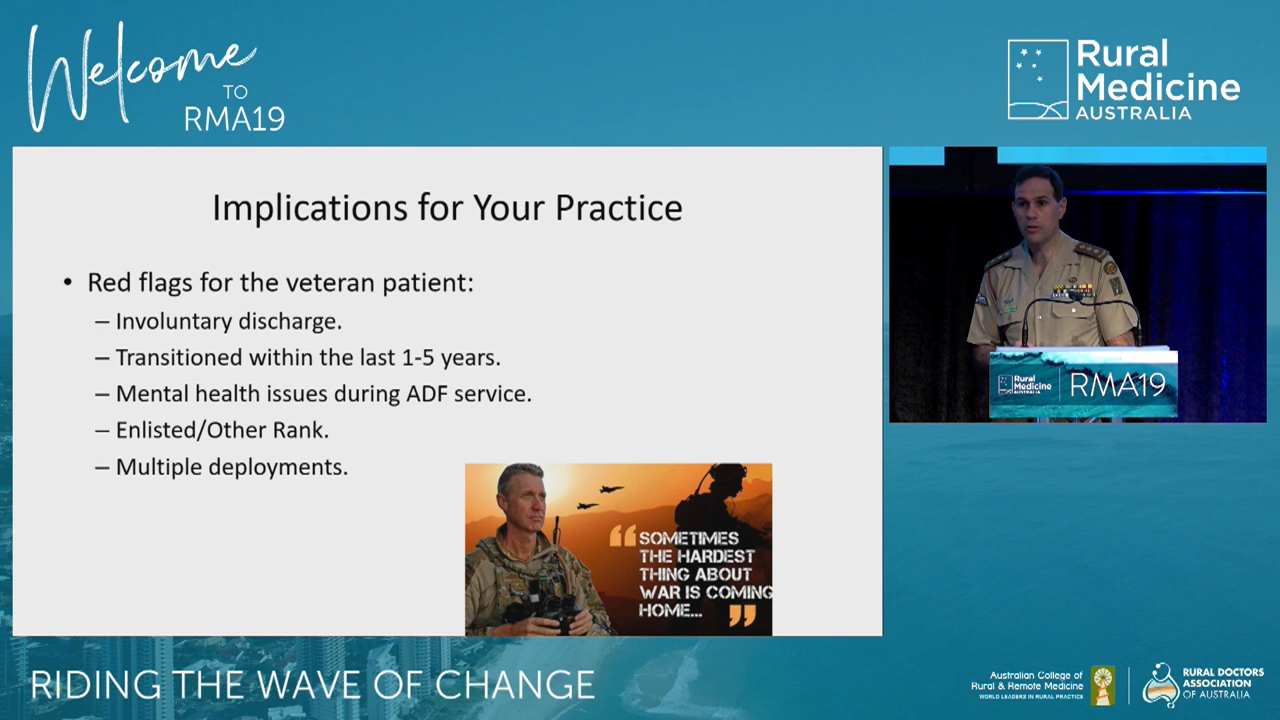 Welcome
TO
RMA19
Rural
Medicine
AUSTRALIA
Implications for Your Practice
• Red flags for the veteran patient:
– Involuntary discharge.
– Transitioned within the last 1-5 years.
– Mental health issues during ADF service.
– Enlisted/Other Rank.
– Multiple deployments.
“SOMETIMES
THE HARDEST
THING ABOUT
WAR IS COMING
HOME...”
Rural
Medicine
AUSTRALIA
RMA19
RIDING THE WAVE OF CHANGE
Australian College of
Rural & Remote Medicine
WORLD LEADERS IN RURAL PRACTICE
RURAL DOCTORS
ASSOCIATION
OF AUSTRALIA